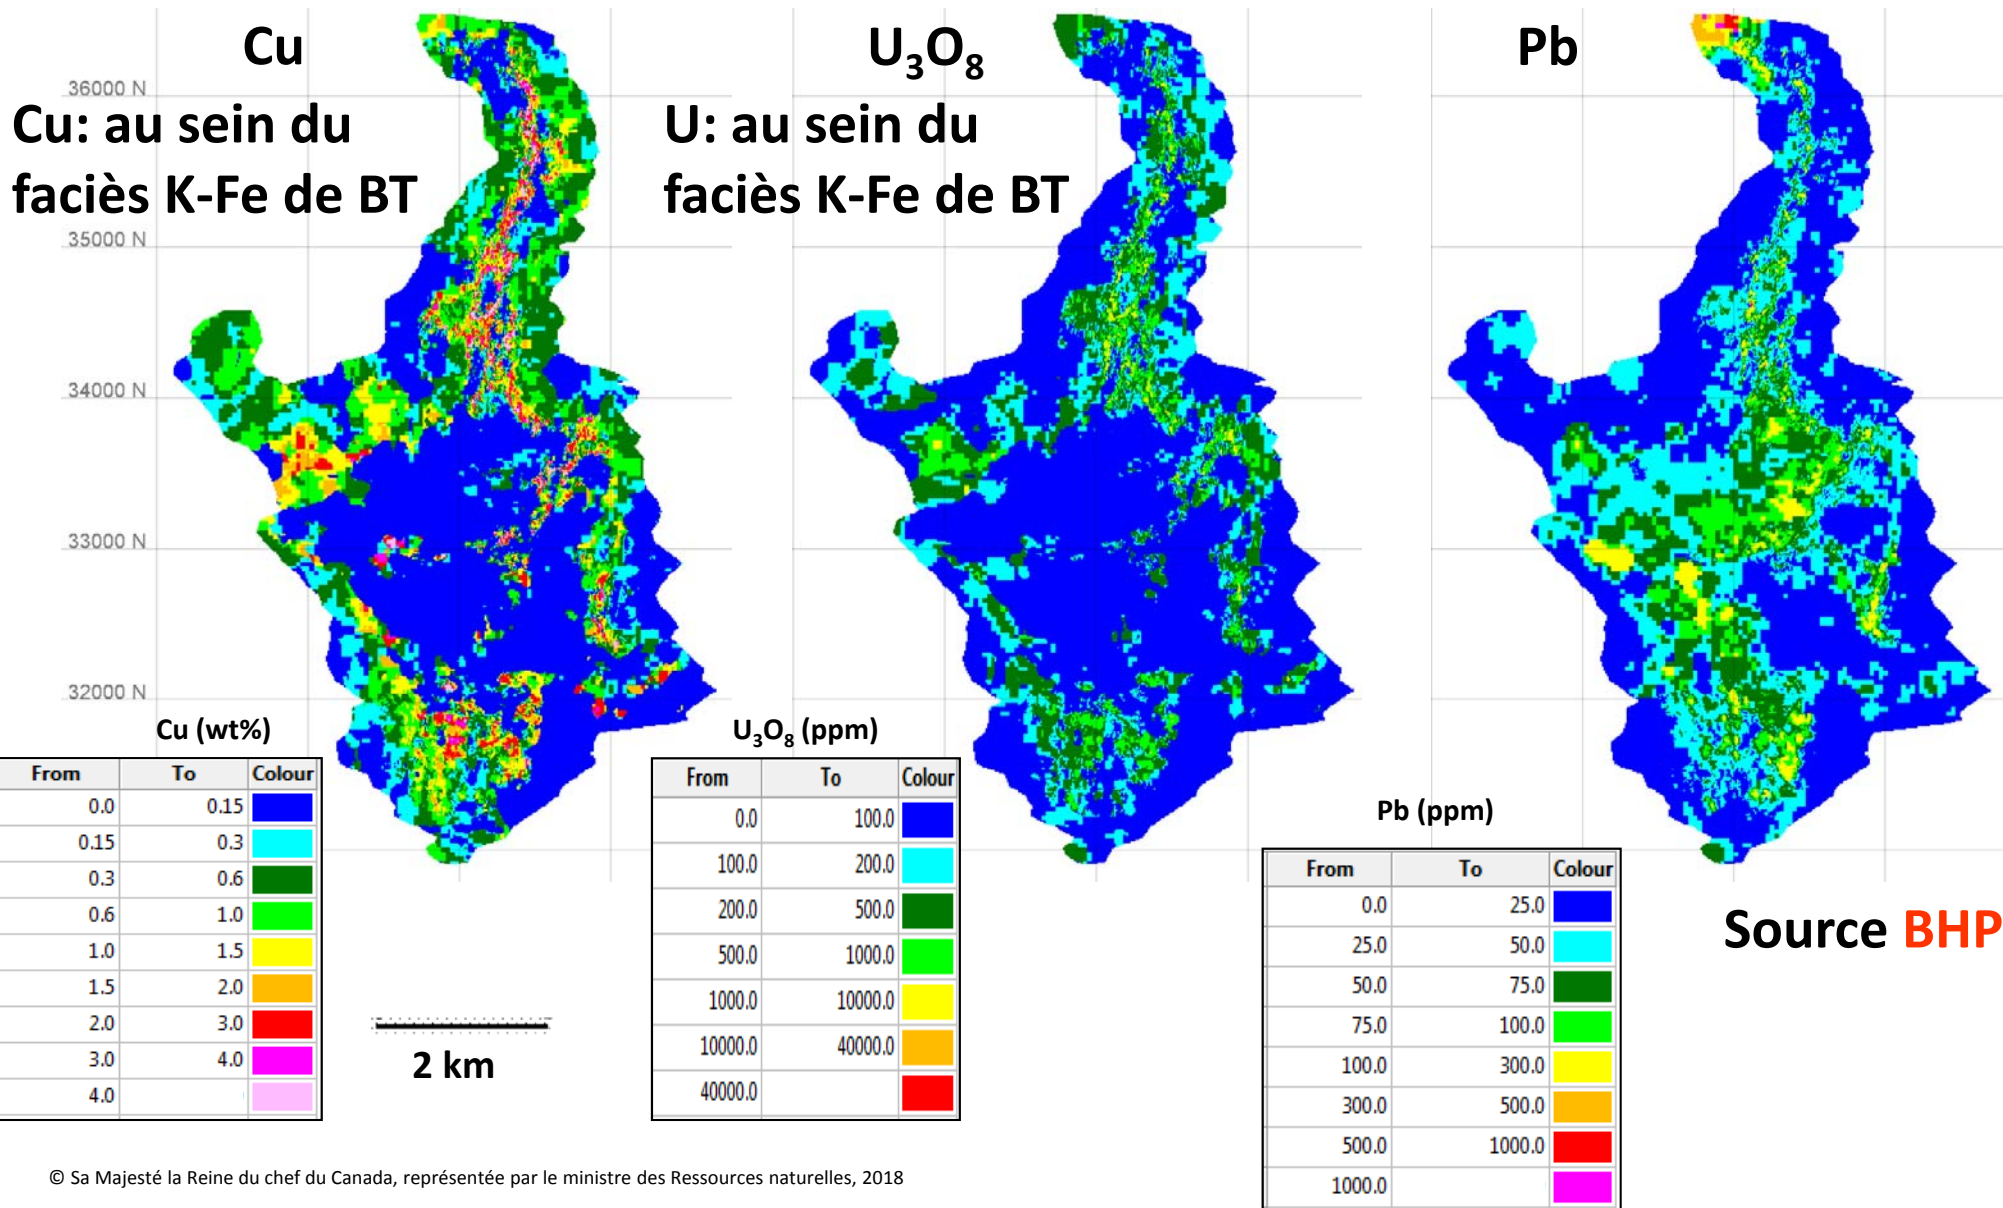 Cu
U₃O₈
Pb
36000 N
Cu: au sein du
faciès K-Fe de BT
U: au sein du
faciès K-Fe de BT
35000 N
34000 N
33000 N
32000 N
Cu (wt%)
From To Colour
0.0 0.15
0.15 0.3
0.3 0.6
0.6 1.0
1.0 1.5
1.5 2.0
2.0 3.0
3.0 4.0
4.0
2 km
U₃O₈ (ppm)
From To Colour
0.0 100.0
100.0 200.0
200.0 500.0
500.0 1000.0
1000.0 10000.0
10000.0 40000.0
40000.0
Pb (ppm)
From To Colour
0.0 25.0
25.0 50.0
50.0 75.0
75.0 100.0
100.0 300.0
300.0 500.0
500.0 1000.0
1000.0
Source BHP
© Sa Majesté la Reine du chef du Canada, représentée par le ministre des Ressources naturelles, 2018